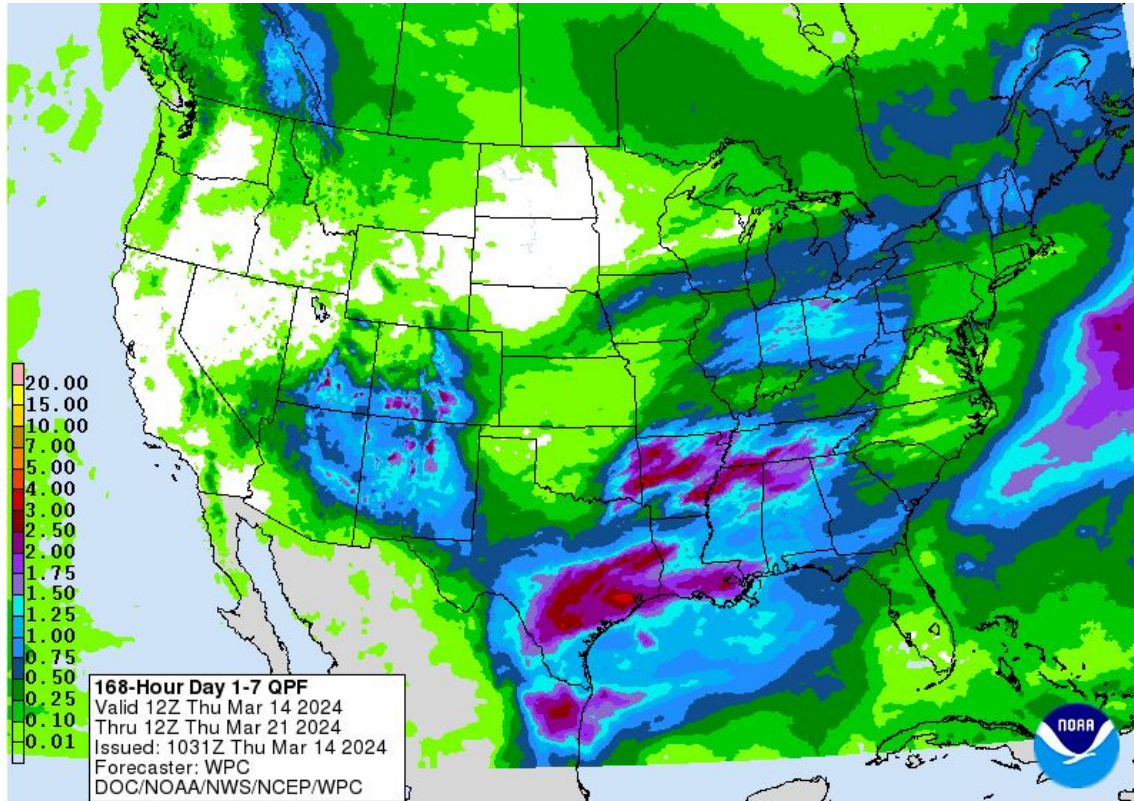 20.00
15.00
10.00
7.00
5.00
4.00
3.00
2.50
2.00
1.75
1.50
1.25
1.00
0.75
0.50
0.25
0.10
0.01
168-Hour Day 1-7 QPF
Valid 12Z Thu Mar 14 2024
Thru 12Z Thu Mar 21 2024
Issued: 1031Z Thu Mar 14 2024
Forecaster: WPC
DOC/NOAA/NWS/NCEP/WPC
NOAA